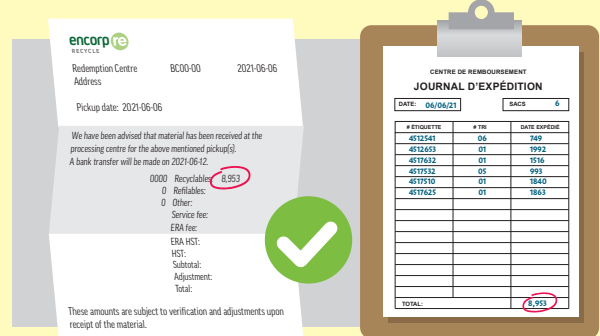 encorp re
RECYCLE
Redemption Centre BC00-00 2021-06-06
Address
Pickup date: 2021-06-06
We have been advised that material has been received at the
processing centre for the above mentioned pickup(s).
A bank transfer will be made on 2021-06-12.
0000 Recyclables 8,953
0 Refilables:
0 Other:
Service fee:
ERA fee:
ERA HST:
HST:
Subtotal:
Adjustment:
Total:
These amounts are subject to verification and adjustments upon
receipt of the material.
CENTRE DE REMBOURSEMENT
JOURNAL D'EXPÉDITION
DATE: 06/06/21 SACS 6
# ÉTIQUETTE # TRI DATE EXPÉDIÉ
4512541 06 749
4512653 01 1992
4517632 01 1516
4517532 05 993
4517510 01 1840
4517625 01 1863
TOTAL: 8,953